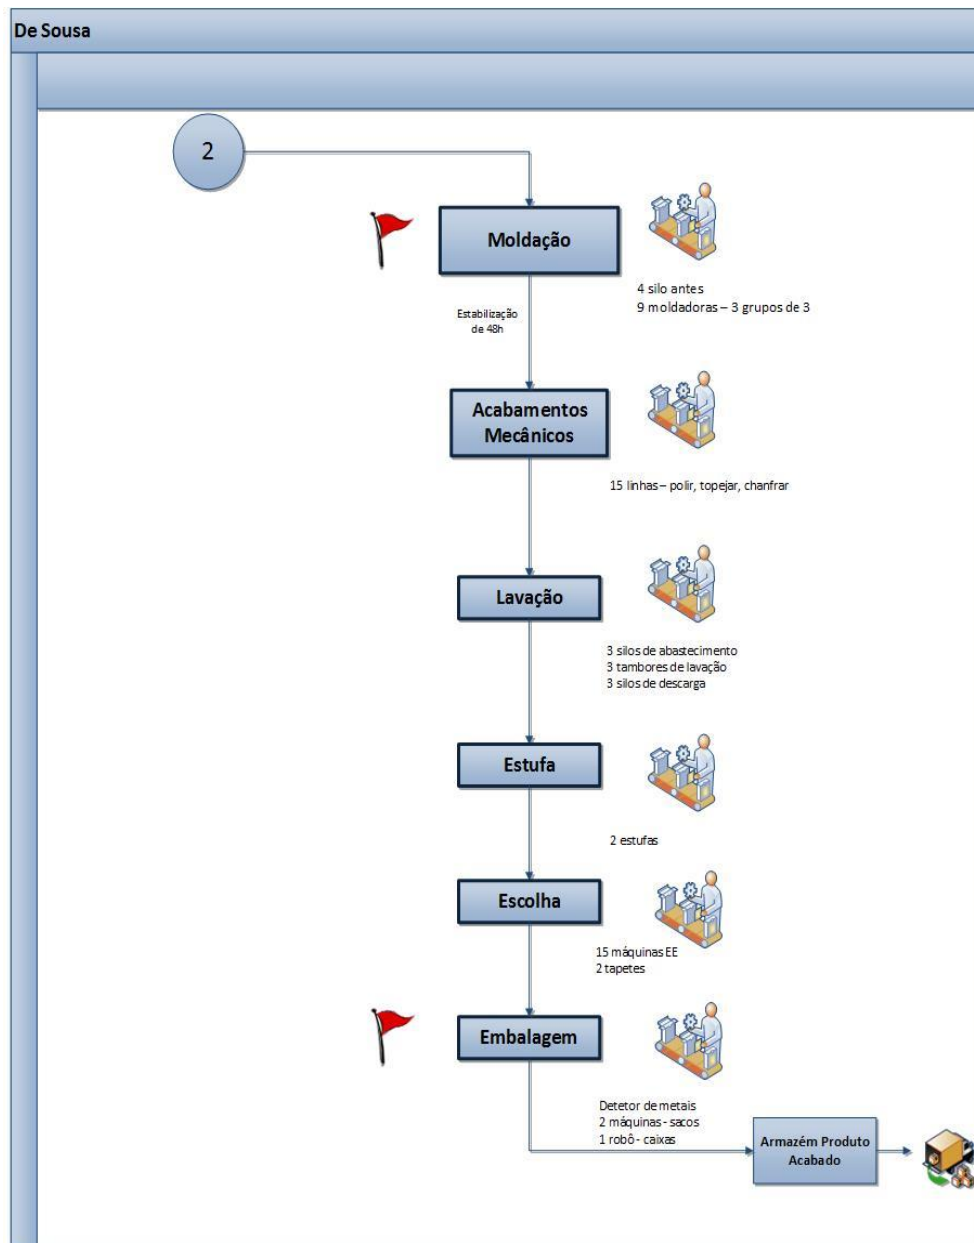 De Sousa
2
Moldação
4 silo antes
9 moldadoras – 3 grupos de 3
Estabilização
de 48h
Acabamentos
Mecânicos
15 linhas – polir, topejar, chanfrar
Lavação
3 silos de abastecimento
3 tambores de lavação
3 silos de descarga
Estufa
2 estufas
Escolha
15 máquinas EE
2 tapetes
Embalagem
Detetor de metais
2 máquinas - sacos
1 robô - caixas
Armazém Produto
Acabado